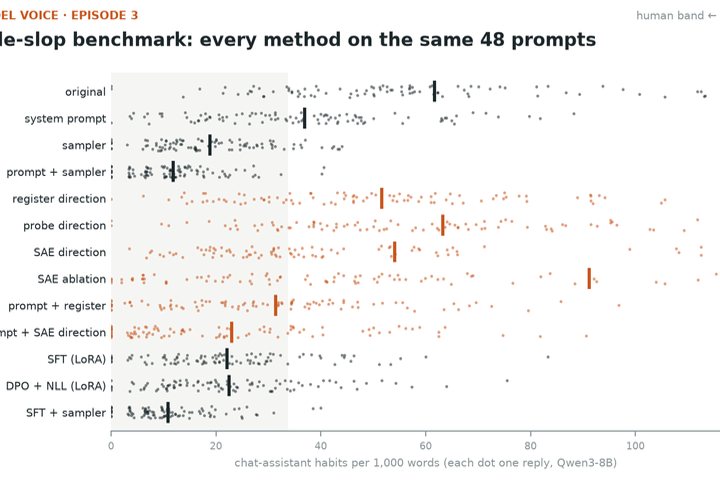 EL VOICE · EPISODE 3
human band ←
le-slop benchmark: every method on the same 48 prompts
original
system prompt
sampler
prompt + sampler
register direction
probe direction
SAE direction
SAE ablation
prompt + register
mpt + SAE direction
SFT (LoRA)
DPO + NLL (LoRA)
SFT + sampler
0 20 40 60 80 100
chat-assistant habits per 1,000 words (each dot one reply, Qwen3-8B)